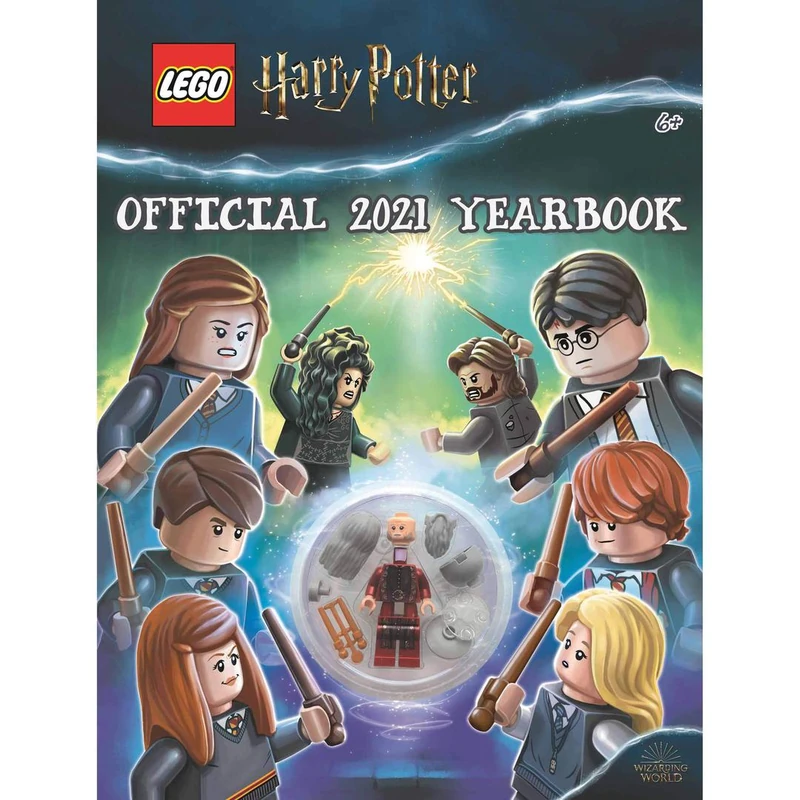 LEGO Harry Potter
6+
OFFICIAL 2021 YEARBOOK
WIZARDING
WORLD